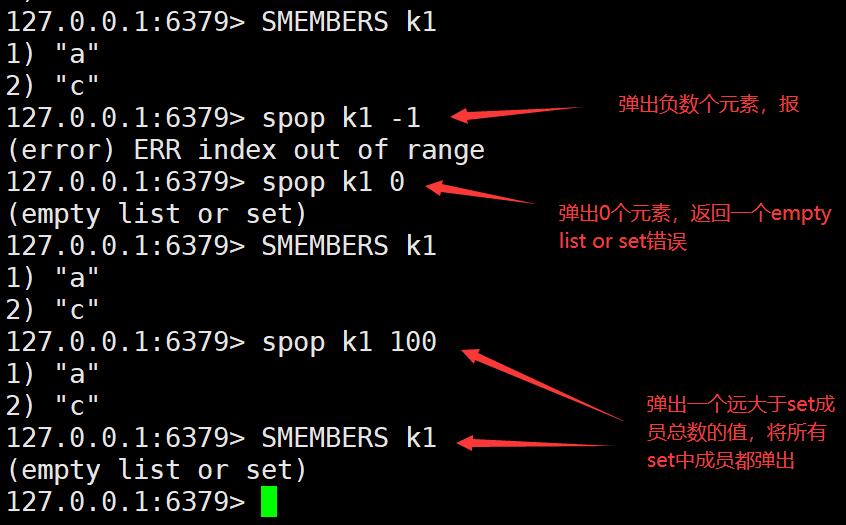 127.0.0.1:6379> SMEMBERS k1
1) "a"
2) "c"
127.0.0.1:6379> spop k1 -1
弹出负数个元素，报
(error) ERR index out of range
127.0.0.1:6379> spop k1 0
(empty list or set)
弹出0个元素，返回一个empty
list or set错误
127.0.0.1:6379> SMEMBERS k1
1) "a"
2) "c"
127.0.0.1:6379> spop k1 100
1) "a"
2) "c"
弹出一个远大于set成
员总数的值，将所有
set中成员都弹出
127.0.0.1:6379> SMEMBERS k1
(empty list or set)
127.0.0.1:6379>